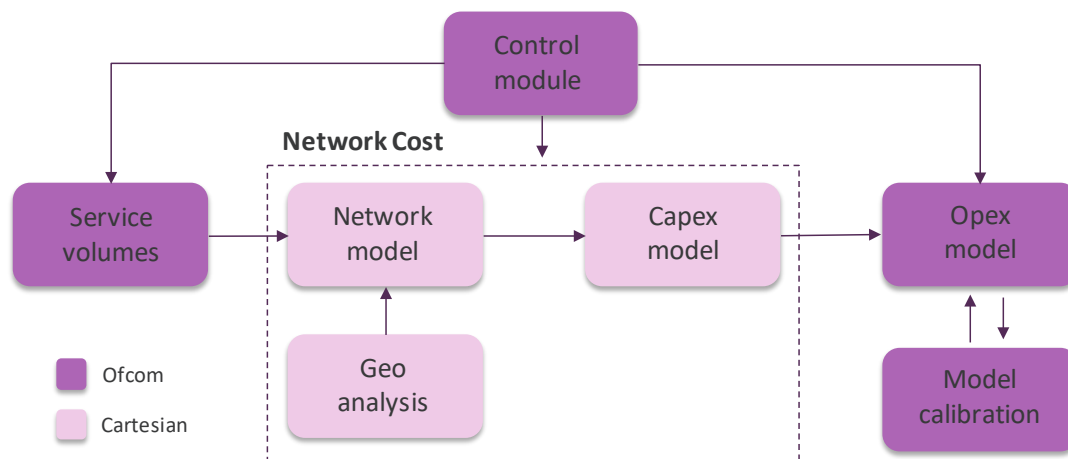 Control
module
Network Cost
Service
volumes
Network
model
Capex
model
Opex
model
Geo
analysis
Model
calibration
Ofcom
Cartesian